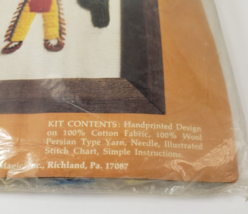 KIT CONTENTS: Handprinted Design
on 100% Cotton Fabric, 100% Wool
Persian Type Yarn, Needle, Illustrated
Stitch Chart, Simple Instructions.
Richland, Pa. 17087